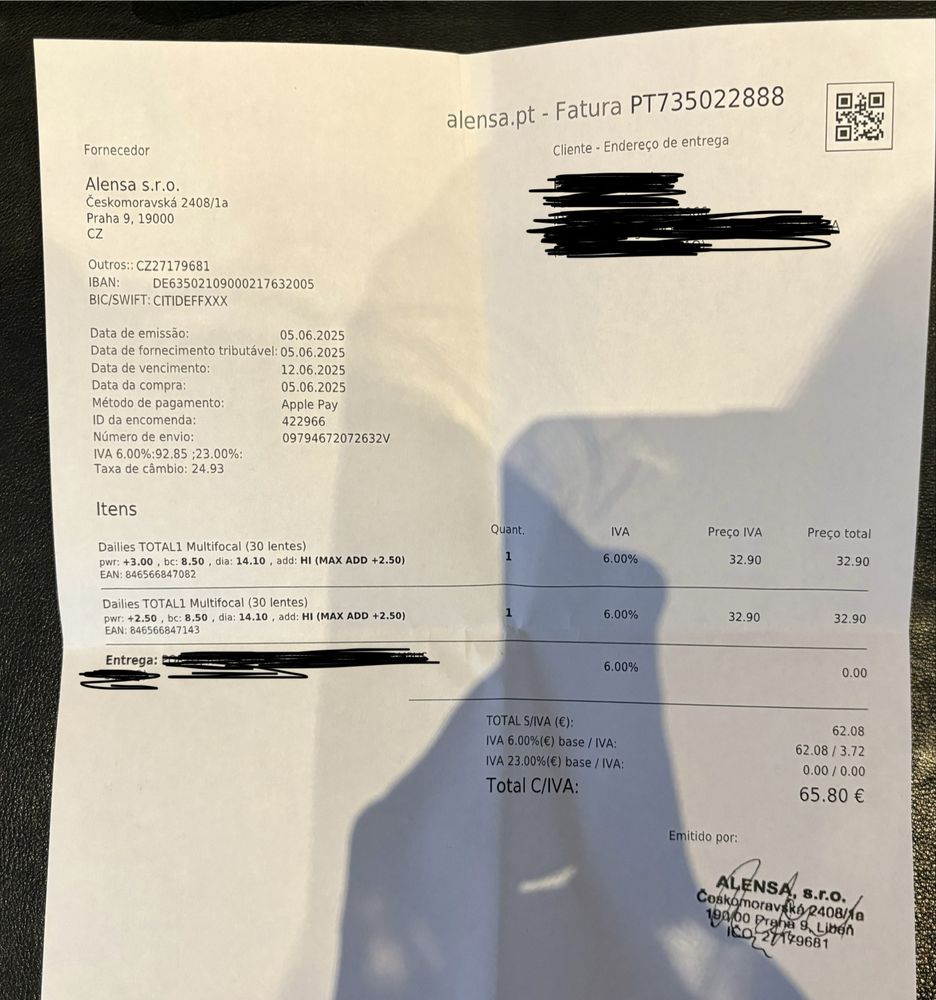 alensa.pt - Fatura PT735022888
Fornecedor
Alensa s.r.o.
Českomoravská 2408/1a
Praha 9, 19000
CZ
Outros:: CZ27179681
IBAN: DE63502109000217632005
BIC/SWIFT: CITIDEFFXXX
Cliente - Endereço de entrega
Data de emissão: 05.06.2025
Data de fornecimento tributável: 05.06.2025
Data de vencimento: 12.06.2025
Data da compra: 05.06.2025
Método de pagamento: Apple Pay
ID da encomenda: 422966
Número de envio: 09794672072632V
IVA 6.00%:92.85 ;23.00%:
Taxa de câmbio: 24.93
Itens
Quant. IVA Preço IVA Preço total
Dailies TOTAL1 Multifocal (30 lentes)
pwr: +3.00 , bc: 8.50 , dia: 14.10 , add: HI (MAX ADD +2.50) 1 6.00% 32.90 32.90
EAN: 846566847082
Dailies TOTAL1 Multifocal (30 lentes)
pwr: +2.50 , bc: 8.50 , dia: 14.10 , add: HI (MAX ADD +2.50) 1 6.00% 32.90 32.90
EAN: 846566847143
Entrega: 6.00% 0.00
TOTAL S/IVA (€): 62.08
IVA 6.00%(€) base / IVA: 62.08 / 3.72
IVA 23.00%(€) base / IVA: 0.00 / 0.00
Total C/IVA: 65.80 €
Emitido por:
ALENSA, s.r.o.
Českomoravská 2408/1a
190 00 Praha 9, Libeň
IČO: 27179681